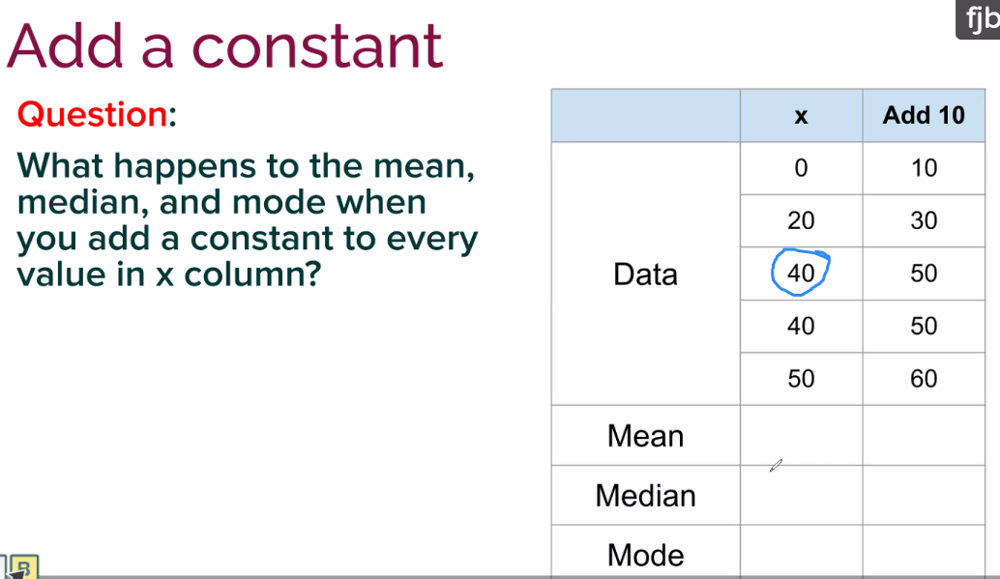 fjb
Add a constant
Question:
What happens to the mean,
median, and mode when
you add a constant to every
value in x column?
x Add 10
0 10
20 30
Data 40 50
40 50
50 60
Mean
Median
Mode
B